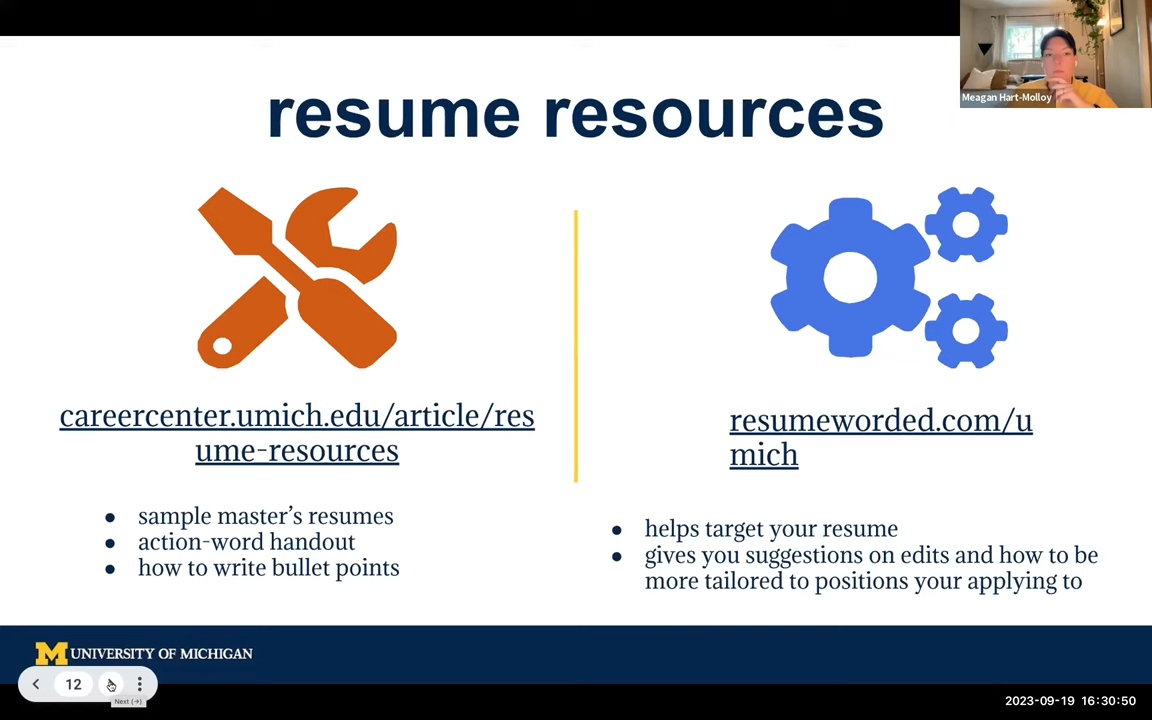 Meagan Hart-Molloy
resume resources
careercenter.umich.edu/article/res
ume-resources
• sample master's resumes
• action-word handout
• how to write bullet points
resumeworded.com/u
mich
• helps target your resume
• gives you suggestions on edits and how to be
more tailored to positions your applying to
M UNIVERSITY OF MICHIGAN
12
Next (→)
2023-09-19 16:30:50